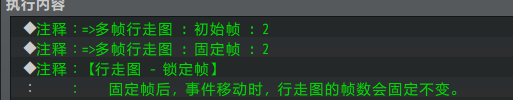 执行内容
◆注释：=>多帧行走图 : 初始帧 : 2
◆注释：=>多帧行走图 : 固定帧 : 2
◆注释：【行走图 - 锁定帧】
：　　：　固定帧后，事件移动时，行走图的帧数会固定不变。